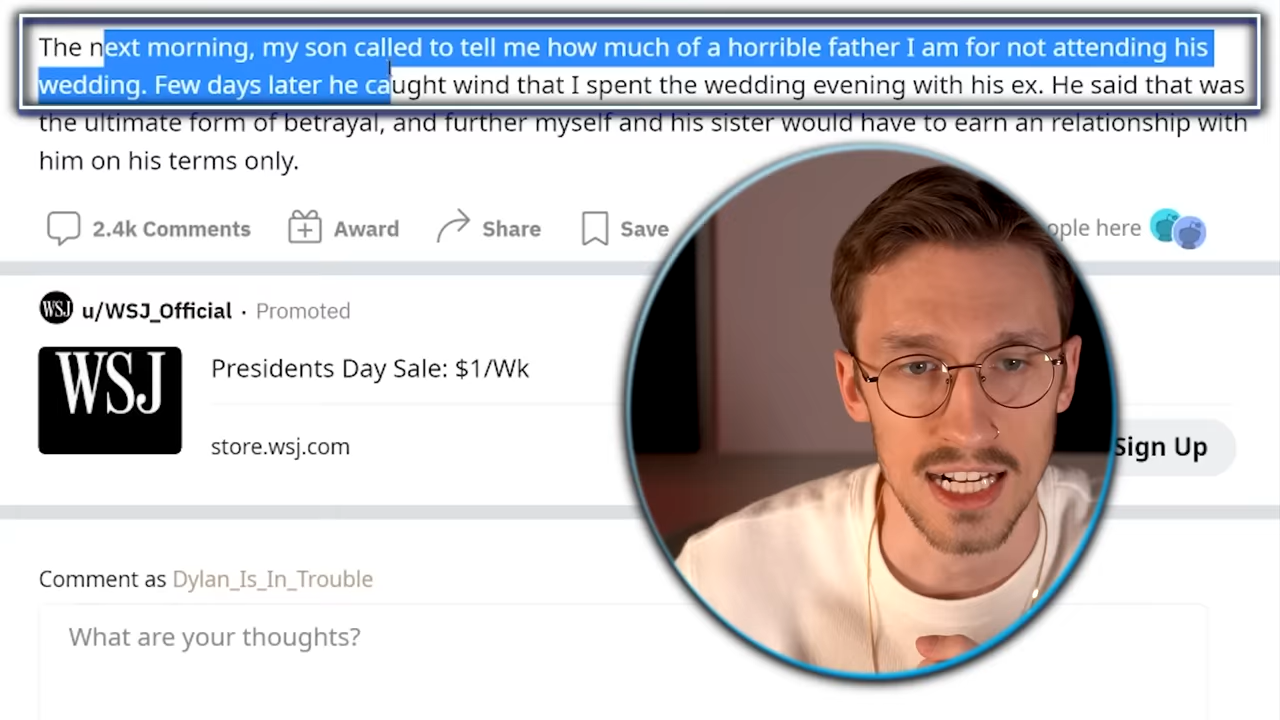 The next morning, my son called to tell me how much of a horrible father I am for not attending his
wedding. Few days later he caught wind that I spent the wedding evening with his ex. He said that was
the ultimate form of betrayal, and further myself and his sister would have to earn an relationship with
him on his terms only.
2.4k Comments Award Share Save ople here
WSJ u/WSJ_Official · Promoted
WSJ
Presidents Day Sale: $1/Wk
store.wsj.com
Sign Up
Comment as Dylan_Is_In_Trouble
What are your thoughts?